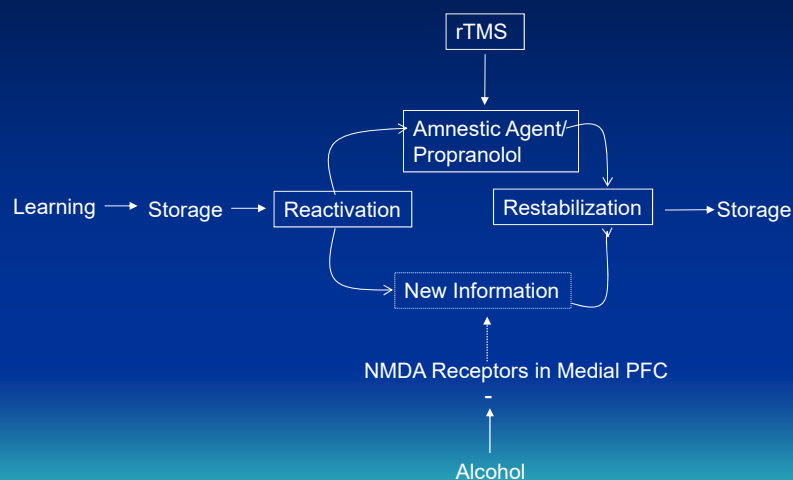 rTMS
Amnestic Agent/
Propranolol
Learning
Storage
Reactivation
Restabilization
Storage
New Information
NMDA Receptors in Medial PFC
-
Alcohol